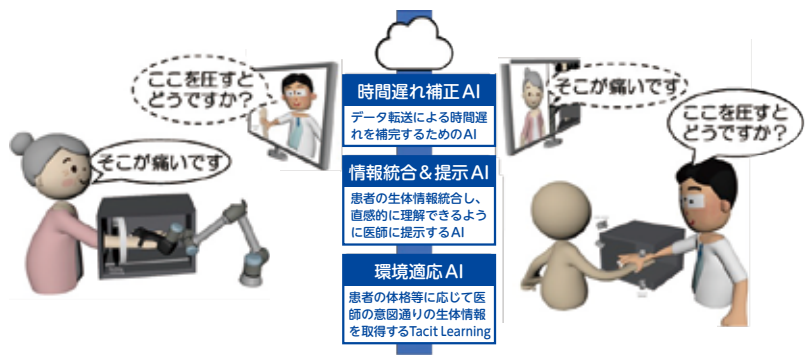 ここを圧すと
どうですか?
そこが痛いです
時間遅れ補正AI
データ転送による時間遅
れを補完するためのAI
情報統合&提示AI
患者の生体情報統合し、
直感的に理解できるよう
に医師に提示するAI
環境適応AI
患者の体格等に応じて医
師の意図通りの生体情報
を取得するTacit Learning
そこが痛いです
ここを圧すと
どうですか?